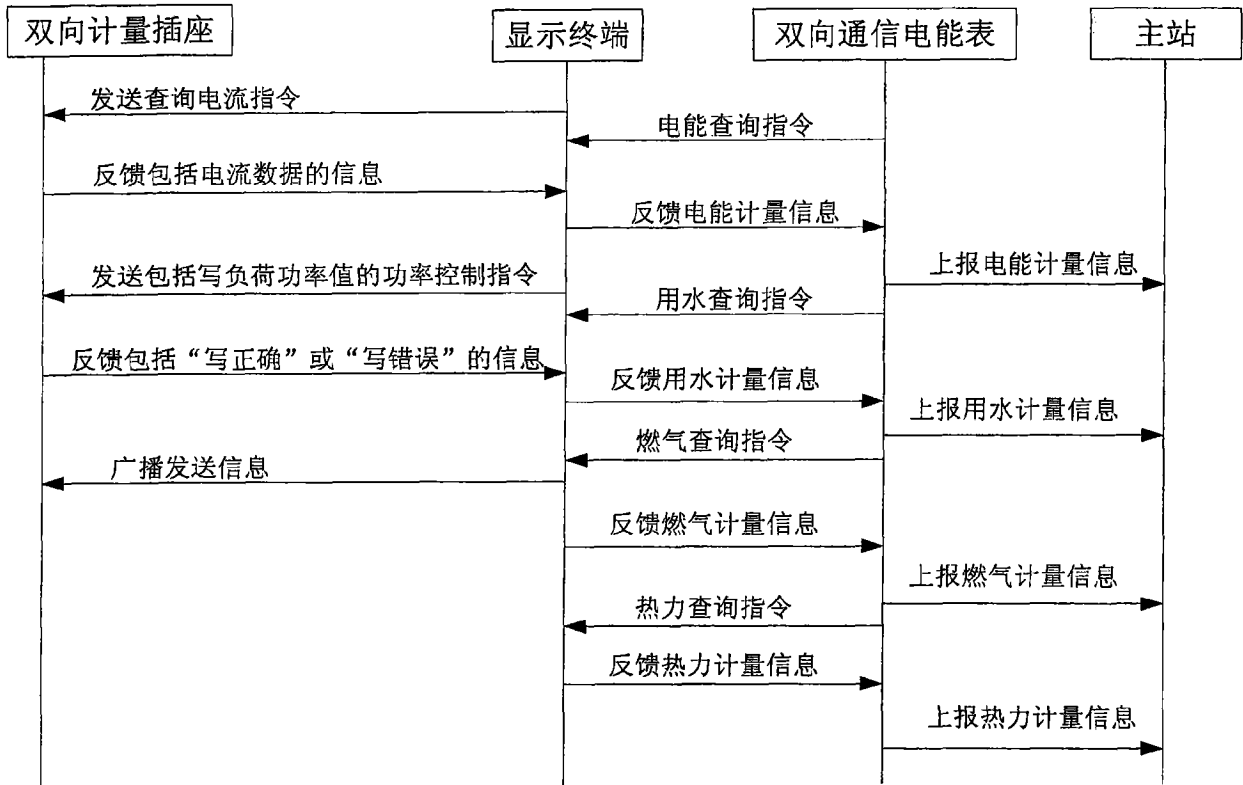 双向计量插座
显示终端
双向通信电能表
主站
发送查询电流指令
电能查询指令
反馈包括电流数据的信息
反馈电能计量信息
上报电能计量信息
发送包括写负荷功率值的功率控制指令
用水查询指令
反馈包括“写正确”或“写错误”的信息
反馈用水计量信息
上报用水计量信息
燃气查询指令
广播发送信息
反馈燃气计量信息
上报燃气计量信息
热力查询指令
反馈热力计量信息
上报热力计量信息